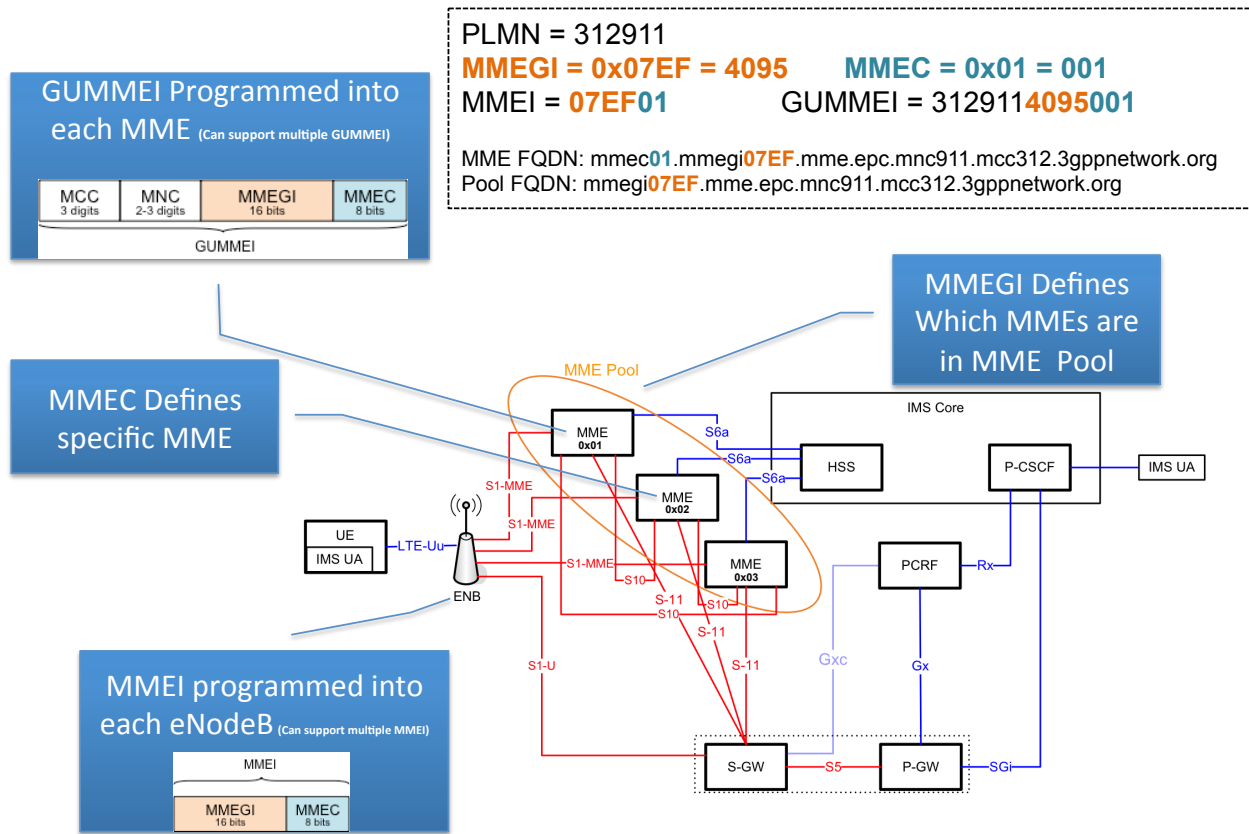 PLMN = 312911
MMEGI = 0x07EF = 4095 MMEC = 0x01 = 001
MMEI = 07EF01 GUMMEI = 3129114095001
MME FQDN: mmec01.mmegi07EF.mme.epc.mnc911.mcc312.3gppnetwork.org
Pool FQDN: mmegi07EF.mme.epc.mnc911.mcc312.3gppnetwork.org
GUMMEI Programmed into
each MME (Can support multiple GUMMEI)
MCC MNC MMEGI MMEC
3 digits 2-3 digits 16 bits 8 bits
GUMMEI
MMEGI Defines
Which MMEs are
in MME Pool
MMEC Defines
specific MME
MME Pool
IMS Core
MME
0x01
S6a
HSS
P-CSCF
IMS UA
S6a
S6a
S1-MME
MME
0x02
S1-MME
UE
IMS UA
LTE-Uu
ENB
S1-MME
MME
0x03
S10
S-11
S10
S10
PCRF
Rx
S-11
S1-U
S-11
Gxc
Gx
MMEI programmed into
each eNodeB (Can support multiple MMEI)
MMEI
MMEGI MMEC
16 bits 8 bits
S-GW
S5
P-GW
SGi